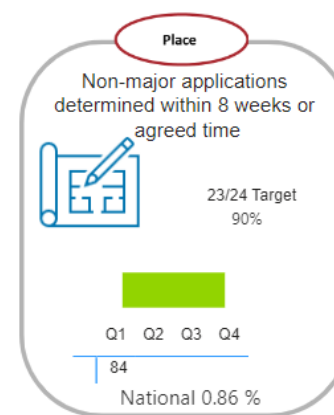 Place
Non-major applications
determined within 8 weeks or
agreed time
23/24 Target
90%
Q1 Q2 Q3 Q4
84
National 0.86 %